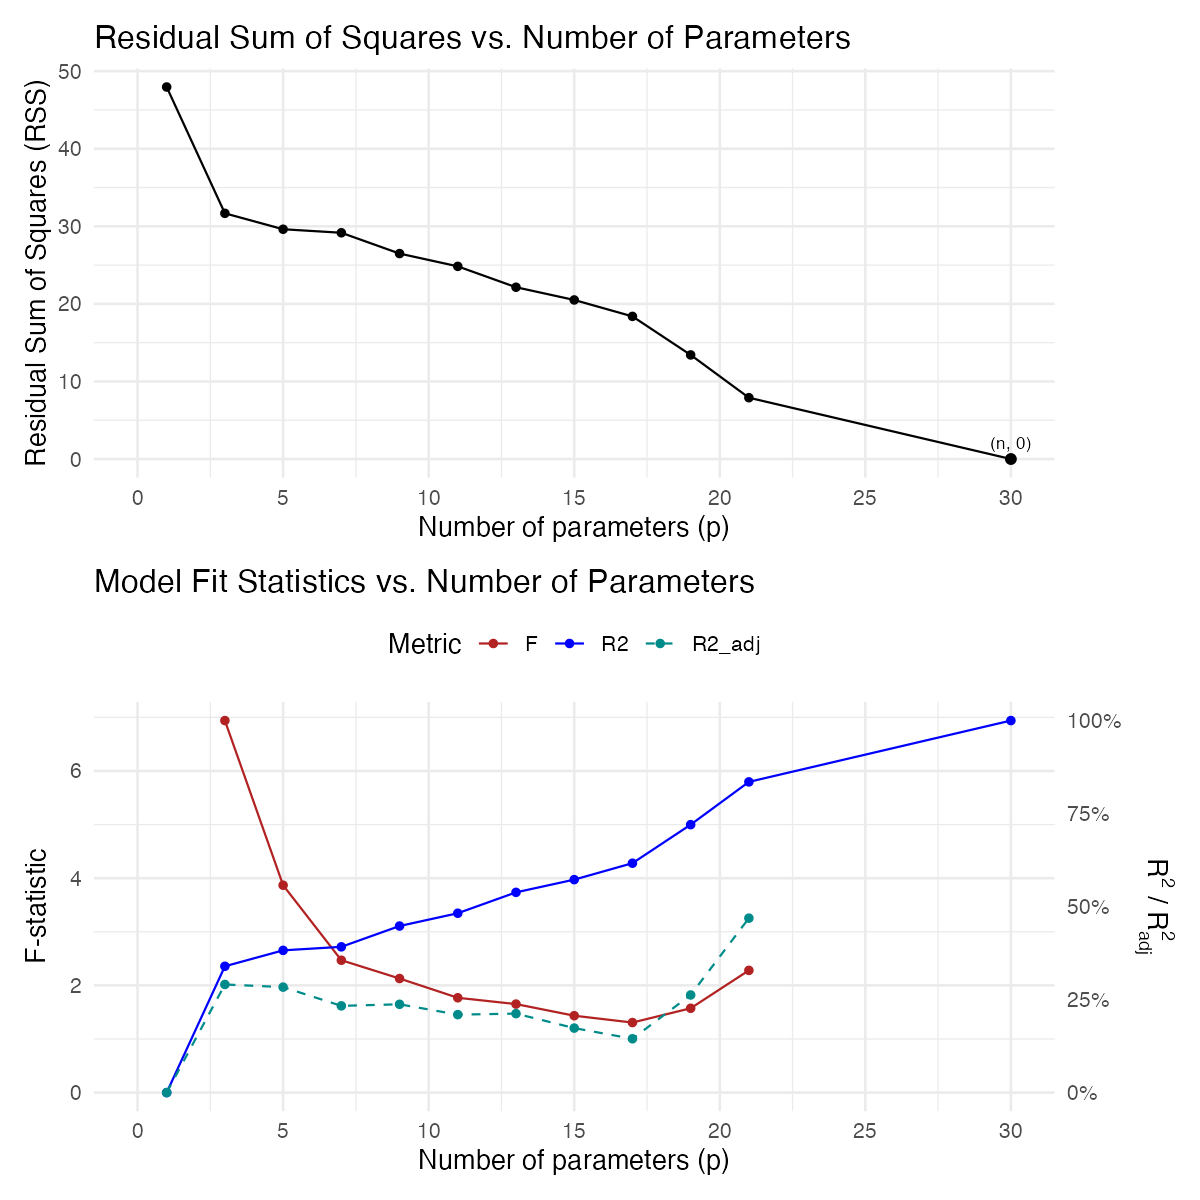 Residual Sum of Squares vs. Number of Parameters
Residual Sum of Squares (RSS)
50
40
30
20
10
0
(n, 0)
0 5 10 15 20 25 30
Number of parameters (p)
Model Fit Statistics vs. Number of Parameters
Metric F R2 R2_adj
F-statistic
6
4
2
0
100%
75%
50%
25%
0%
R² / R²adj
0 5 10 15 20 25 30
Number of parameters (p)